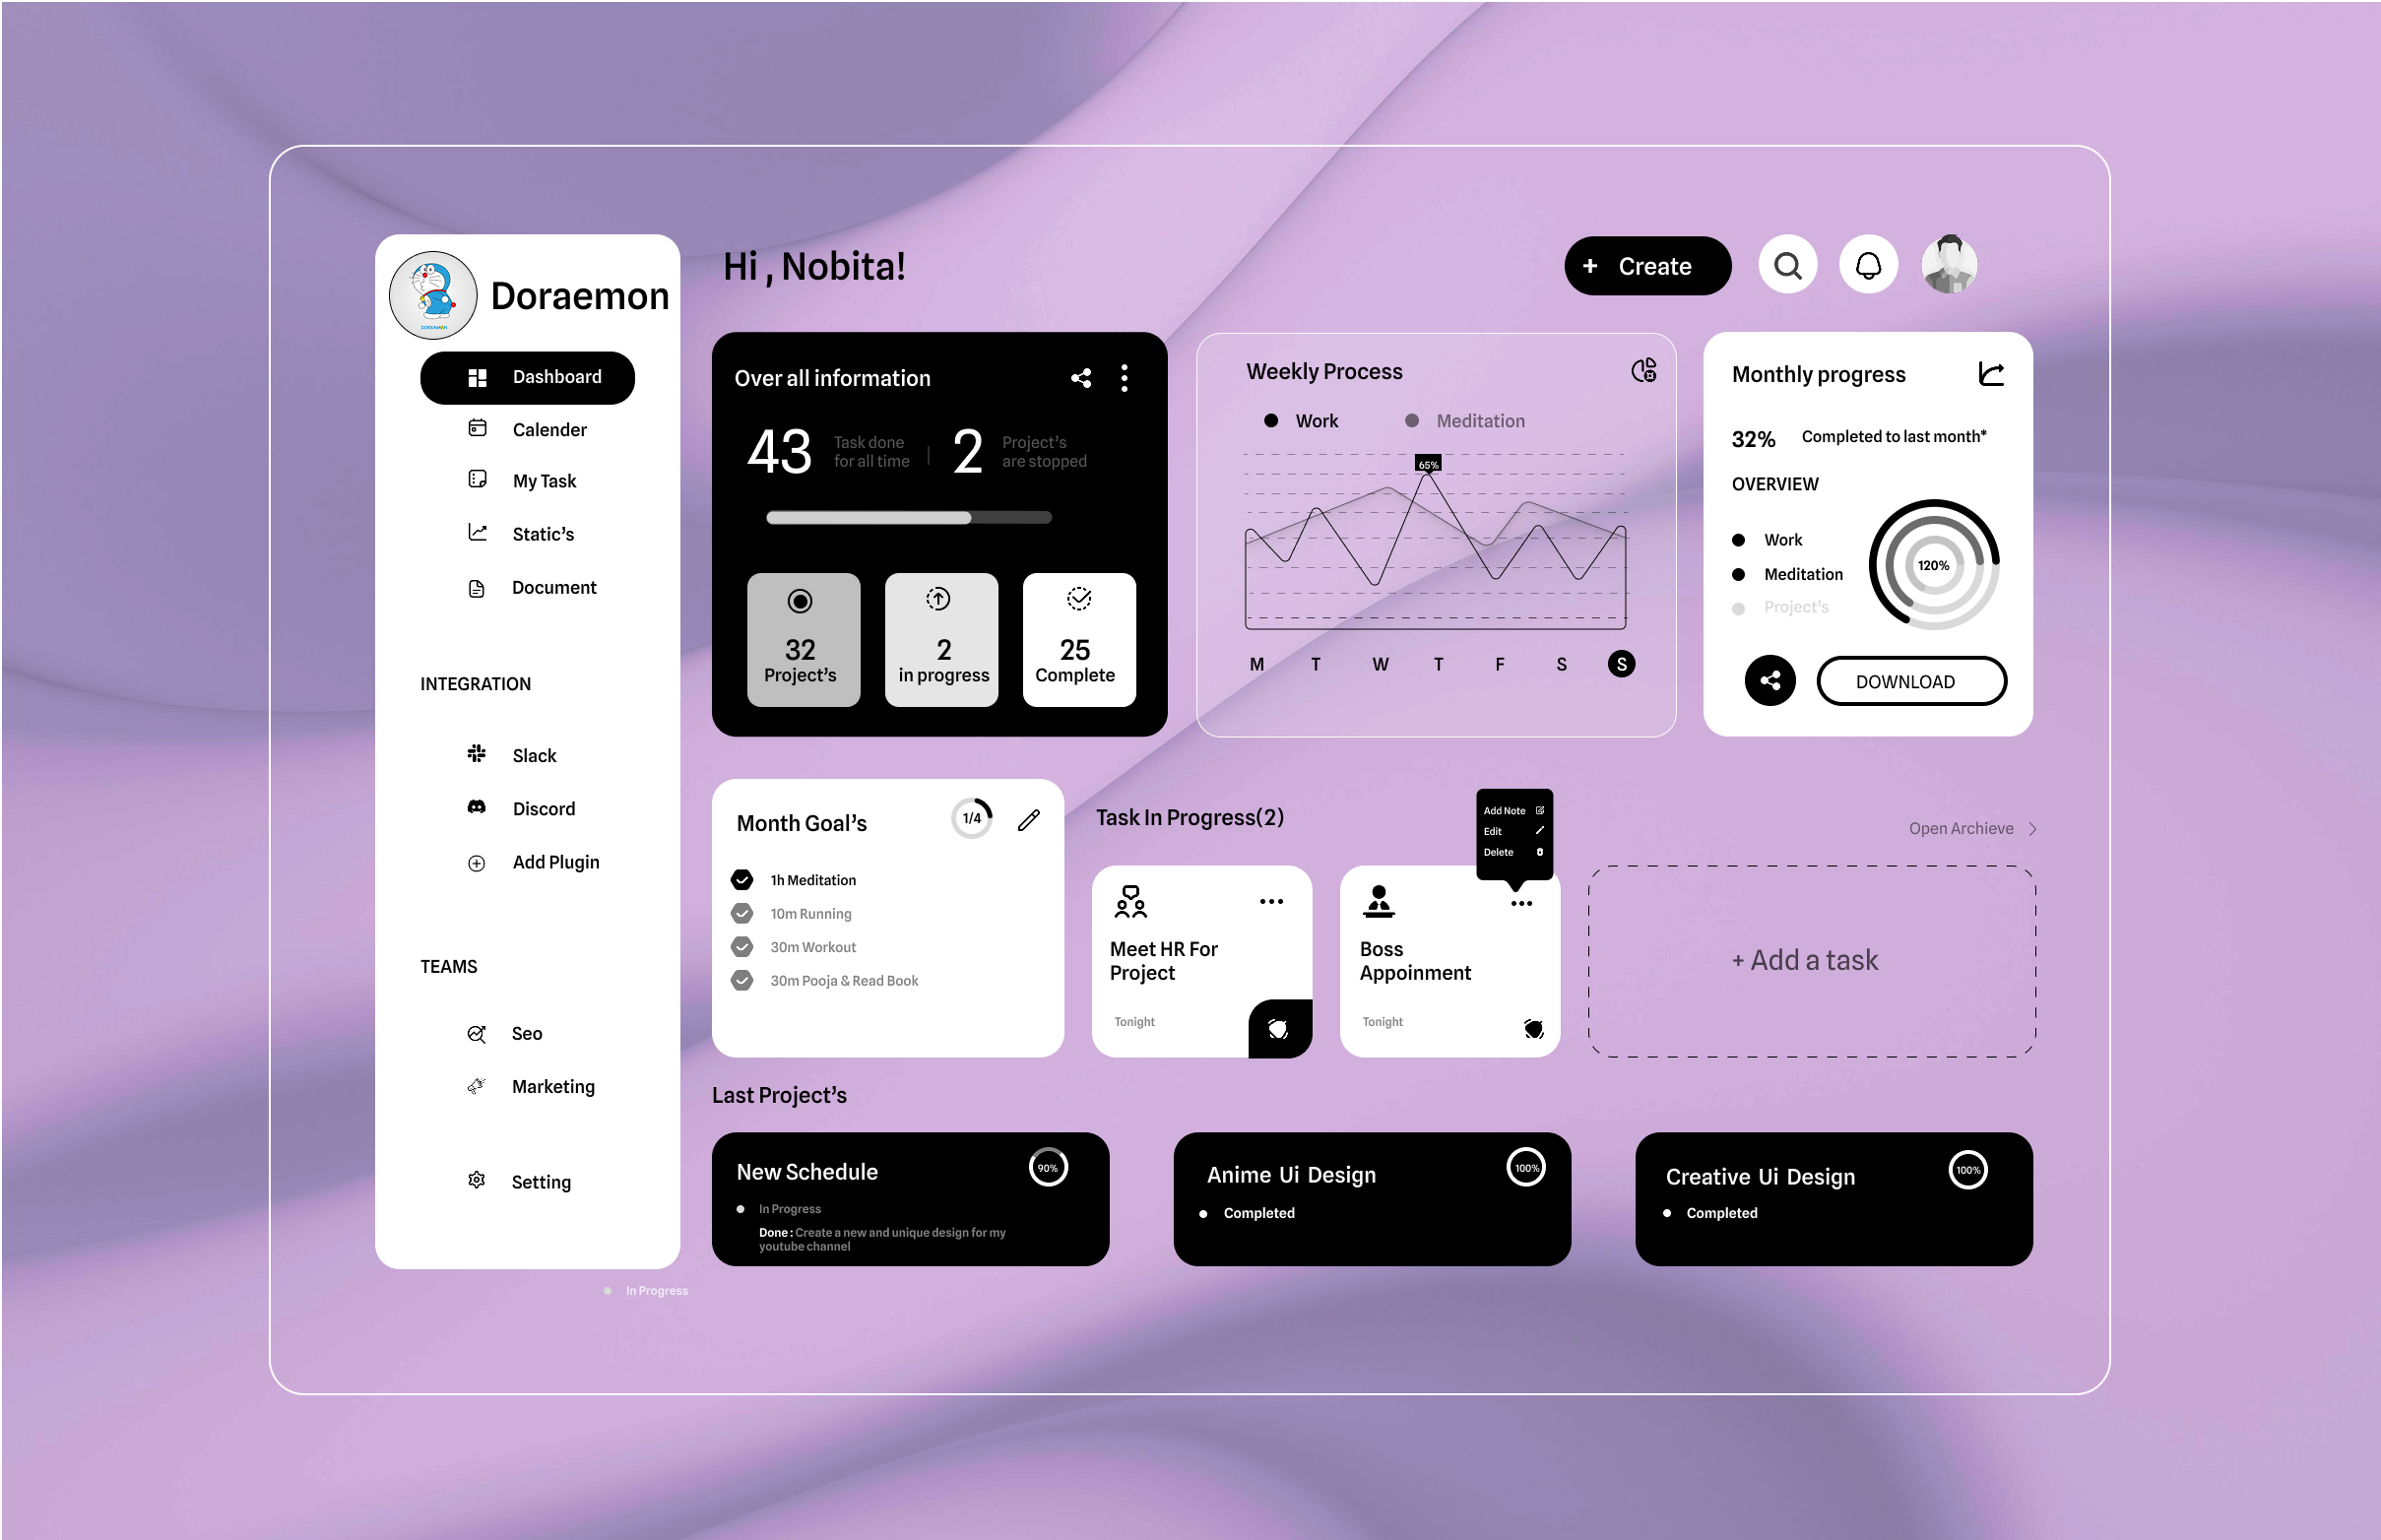 DORAEMON
Doraemon
Dashboard
Calender
My Task
Static's
Document
INTEGRATION
Slack
Discord
Add Plugin
TEAMS
Seo
Marketing
Setting
In Progress
Hi , Nobita!
+ Create
Over all information
43
Task done
for all time
2
Project's
are stopped
32
Project's
2
in progress
25
Complete
Weekly Process
Work
Meditation
65%
M T W T F S S
Monthly progress
32% Completed to last month*
OVERVIEW
Work
Meditation
Project's
120%
DOWNLOAD
Month Goal's
1/4
1h Meditation
10m Running
30m Workout
30m Pooja & Read Book
Task In Progress(2)
Meet HR For
Project
Tonight
Add Note
Edit
Delete
Boss
Appoinment
Tonight
Open Archieve
+ Add a task
Last Project's
New Schedule
90%
In Progress
Done : Create a new and unique design for my
youtube channel
Anime Ui Design
100%
Completed
Creative Ui Design
100%
Completed